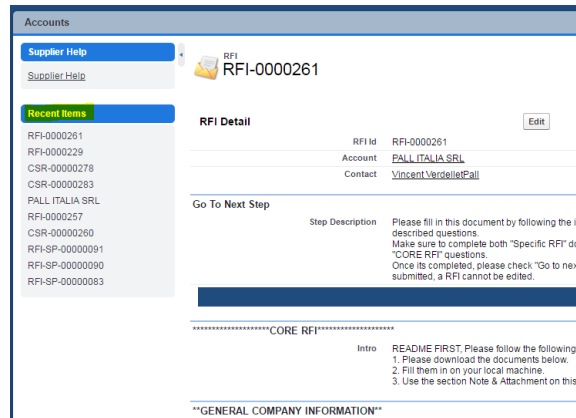 Accounts
Supplier Help
Supplier Help
Recent Items
RFI-0000261
RFI-0000229
CSR-00000278
CSR-00000283
PALL ITALIA SRL
RFI-0000257
CSR-00000260
RFI-SP-00000091
RFI-SP-00000090
RFI-SP-00000083
RFI
RFI-0000261
RFI Detail
Edit
RFI Id RFI-0000261
Account PALL ITALIA SRL
Contact Vincent VerdelletPall
Go To Next Step
Step Description Please fill in this document by following the
described questions.
Make sure to complete both "Specific RFI"
"CORE RFI" questions.
Once its completed, please check "Go to
submitted, a RFI cannot be edited.
********************CORE RFI********************
Intro README FIRST, Please follow the following
1. Please download the documents below.
2. Fill them in on your local machine.
3. Use the section Note & Attachment on this
**GENERAL COMPANY INFORMATION**